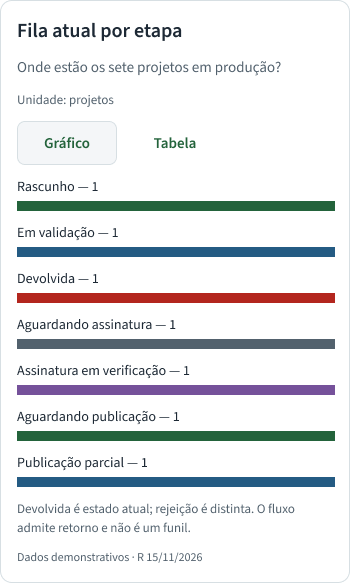 Fila atual por etapa
Onde estão os sete projetos em produção?
Unidade: projetos
Gráfico
Tabela
Rascunho — 1
Em validação — 1
Devolvida — 1
Aguardando assinatura — 1
Assinatura em verificação — 1
Aguardando publicação — 1
Publicação parcial — 1
Devolvida é estado atual; rejeição é distinta. O fluxo
admite retorno e não é um funil.
Dados demonstrativos · R 15/11/2026